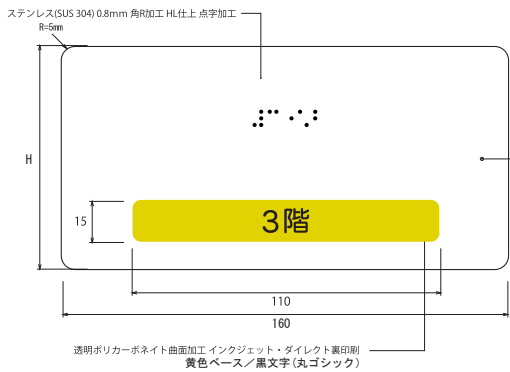 ステンレス(SUS 304) 0.8mm 角R加工 HL仕上 点字加工
R=5mm
⠼⠉⠐⠡⠃
H
15
3階
110
160
透明ポリカーボネイト曲面加工 インクジェット・ダイレクト裏印刷
黄色ベース／黒文字（丸ゴシック）